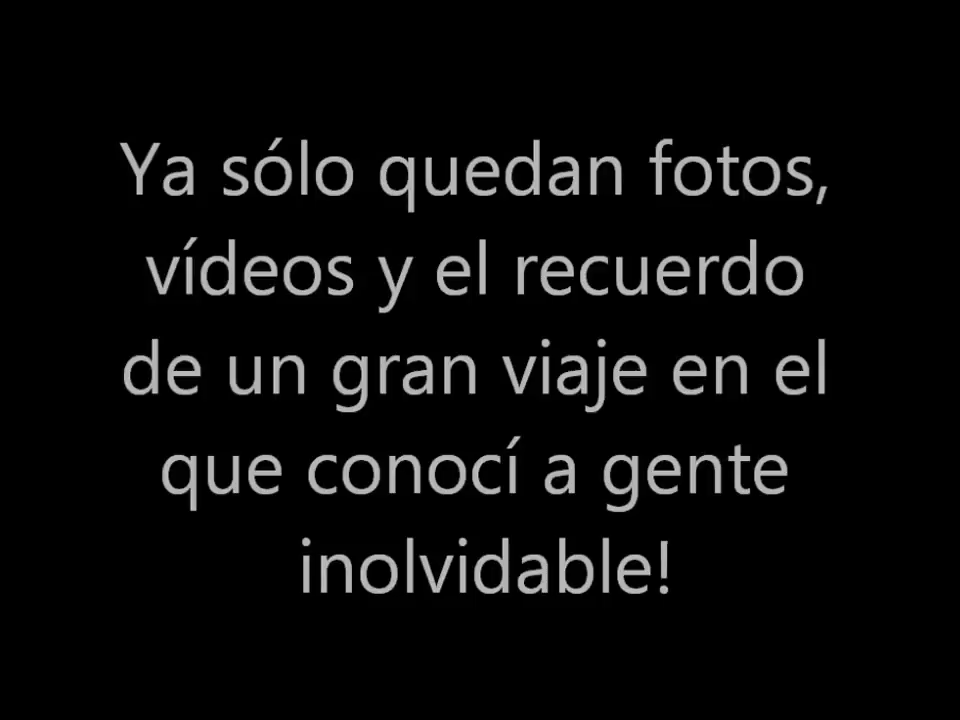 Ya sólo quedan fotos,
vídeos y el recuerdo
de un gran viaje en el
que conocí a gente
inolvidable!